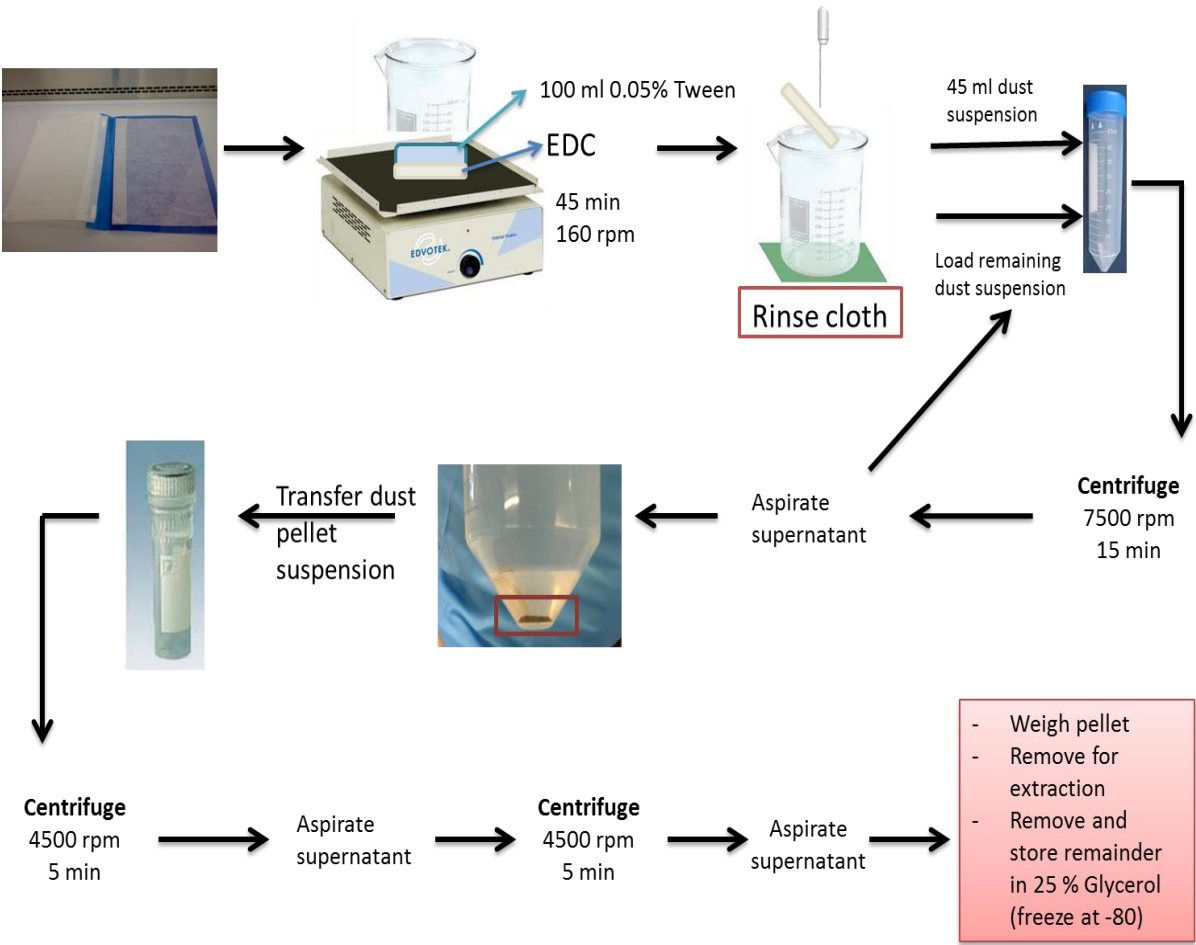 100 ml 0.05% Tween
EDC
45 min
160 rpm
EDVOTEK.
Orbital Shaker
Rinse cloth
45 ml dust
suspension
Load remaining
dust suspension
Centrifuge
7500 rpm
15 min
Aspirate
supernatant
Transfer dust
pellet
suspension
Centrifuge
4500 rpm
5 min
Aspirate
supernatant
Centrifuge
4500 rpm
5 min
Aspirate
supernatant
- Weigh pellet
- Remove for
extraction
- Remove and
store remainder
in 25 % Glycerol
(freeze at -80)